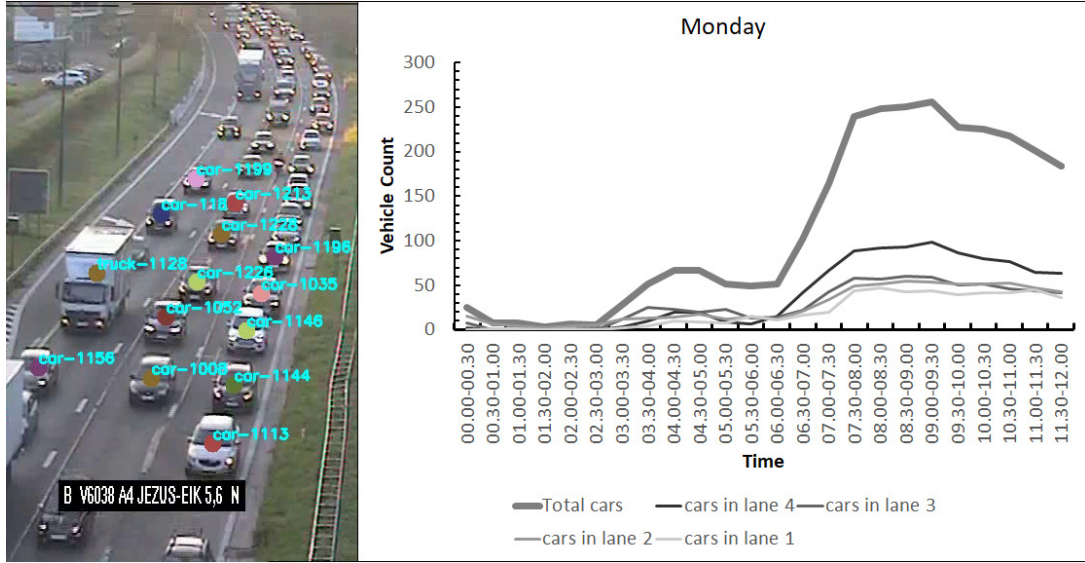 car-1199
car-1213
car-118
car-1228
car-1196
truck-1128
car-1226
car-1035
car-1052
car-1146
car-1156
car-1008
car-1144
car-1113
B V6038 A4 JEZUS-EIK 5,6 N
Monday
Vehicle Count
300
250
200
150
100
50
0
00.00-00.30
00.30-01.00
01.00-01.30
01.30-02.00
02.00-02.30
02.30-03.00
03.00-03.30
03.30-04.00
04.00-04.30
04.30-05.00
05.00-05.30
05.30-06.00
06.00-06.30
06.30-07.00
07.00-07.30
07.30-08.00
08.00-08.30
08.30-09.00
09.00-09.30
09.30-10.00
10.00-10.30
10.30-11.00
11.00-11.30
11.30-12.00
Time
Total cars
cars in lane 4
cars in lane 3
cars in lane 2
cars in lane 1